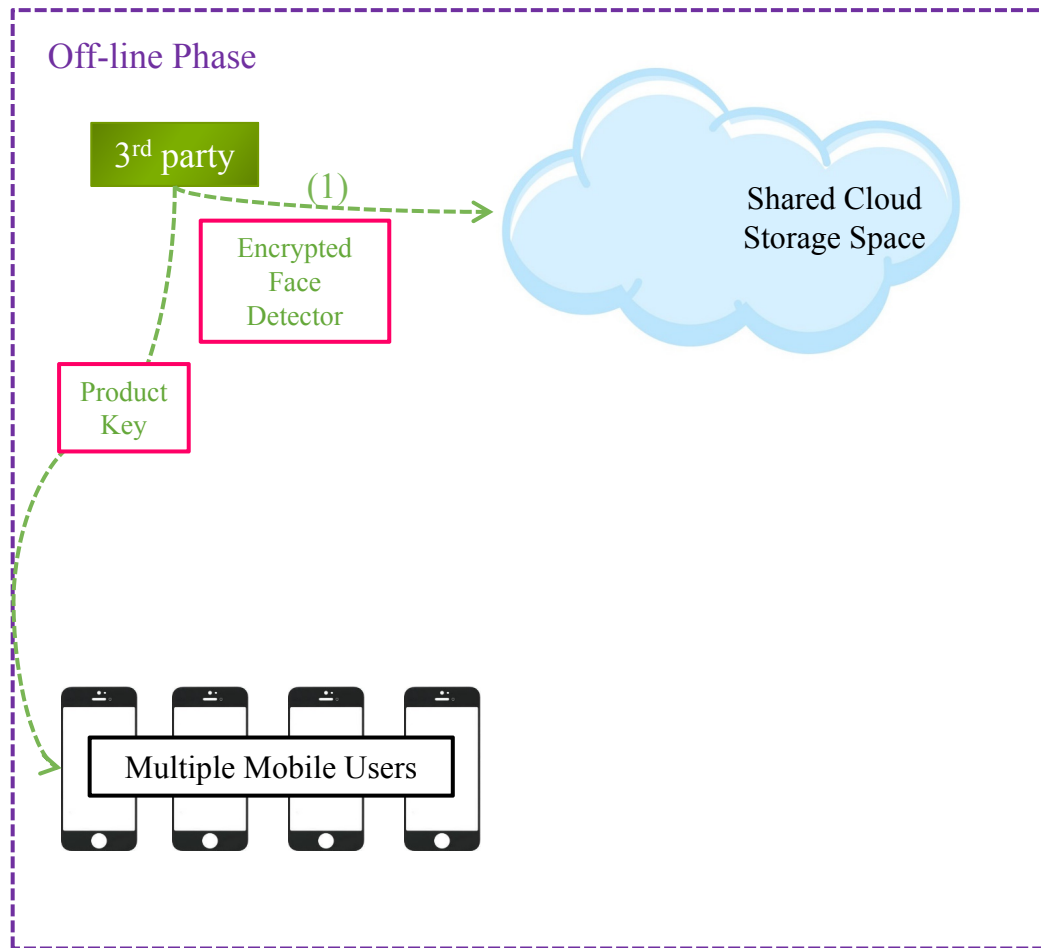 Off-line Phase
3rd party
(1)
Shared Cloud
Storage Space
Encrypted
Face
Detector
Product
Key
Multiple Mobile Users